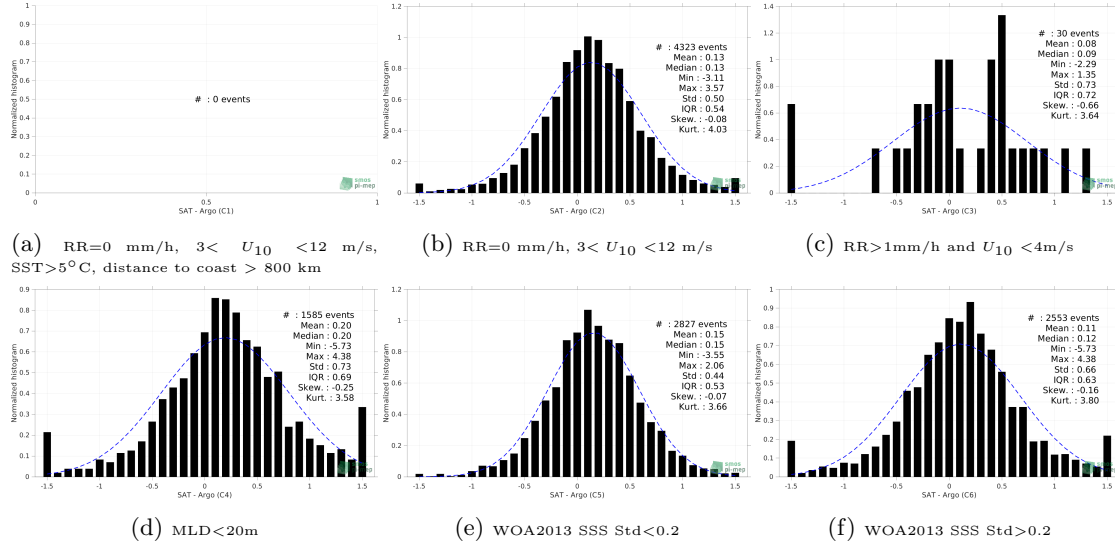 Normalized histogram
1
0.9
0.8
0.7
0.6
0.5
0.4
0.3
0.2
0.1
0
# : 0 events
0
0.5
1
SAT - Argo (C1)
smos
pi-mep
(a) RR=0 mm/h, 3< U10 <12 m/s,
SST>5°C, distance to coast > 800 km
Normalized histogram
1.2
1
0.8
0.6
0.4
0.2
0
# : 4323 events
Mean : 0.13
Median : 0.13
Min : -3.11
Max : 3.57
Std : 0.50
IQR : 0.54
Skew. : -0.08
Kurt. : 4.03
-1.5
-1
-0.5
0
0.5
1
1.5
SAT - Argo (C2)
smos
pi-mep
(b) RR=0 mm/h, 3< U10 <12 m/s
Normalized histogram
1.4
1.2
1
0.8
0.6
0.4
0.2
0
# : 30 events
Mean : 0.08
Median : 0.09
Min : -2.29
Max : 1.35
Std : 0.73
IQR : 0.72
Skew. : -0.66
Kurt. : 3.64
-1.5
-1
-0.5
0
0.5
1
1.5
SAT - Argo (C3)
smos
pi-mep
(c) RR>1mm/h and U10 <4m/s
Normalized histogram
0.9
0.8
0.7
0.6
0.5
0.4
0.3
0.2
0.1
0
# : 1585 events
Mean : 0.20
Median : 0.20
Min : -5.73
Max : 4.38
Std : 0.73
IQR : 0.69
Skew. : -0.25
Kurt. : 3.58
-1.5
-1
-0.5
0
0.5
1
1.5
SAT - Argo (C4)
smos
pi-mep
(d) MLD<20m
Normalized histogram
1.2
1
0.8
0.6
0.4
0.2
0
# : 2827 events
Mean : 0.15
Median : 0.15
Min : -3.55
Max : 2.06
Std : 0.44
IQR : 0.53
Skew. : -0.07
Kurt. : 3.66
-1.5
-1
-0.5
0
0.5
1
1.5
SAT - Argo (C5)
smos
pi-mep
(e) WOA2013 SSS Std<0.2
Normalized histogram
1
0.9
0.8
0.7
0.6
0.5
0.4
0.3
0.2
0.1
0
# : 2553 events
Mean : 0.11
Median : 0.12
Min : -5.73
Max : 4.38
Std : 0.66
IQR : 0.63
Skew. : -0.16
Kurt. : 3.80
-1.5
-1
-0.5
0
0.5
1
1.5
SAT - Argo (C6)
smos
pi-mep
(f) WOA2013 SSS Std>0.2